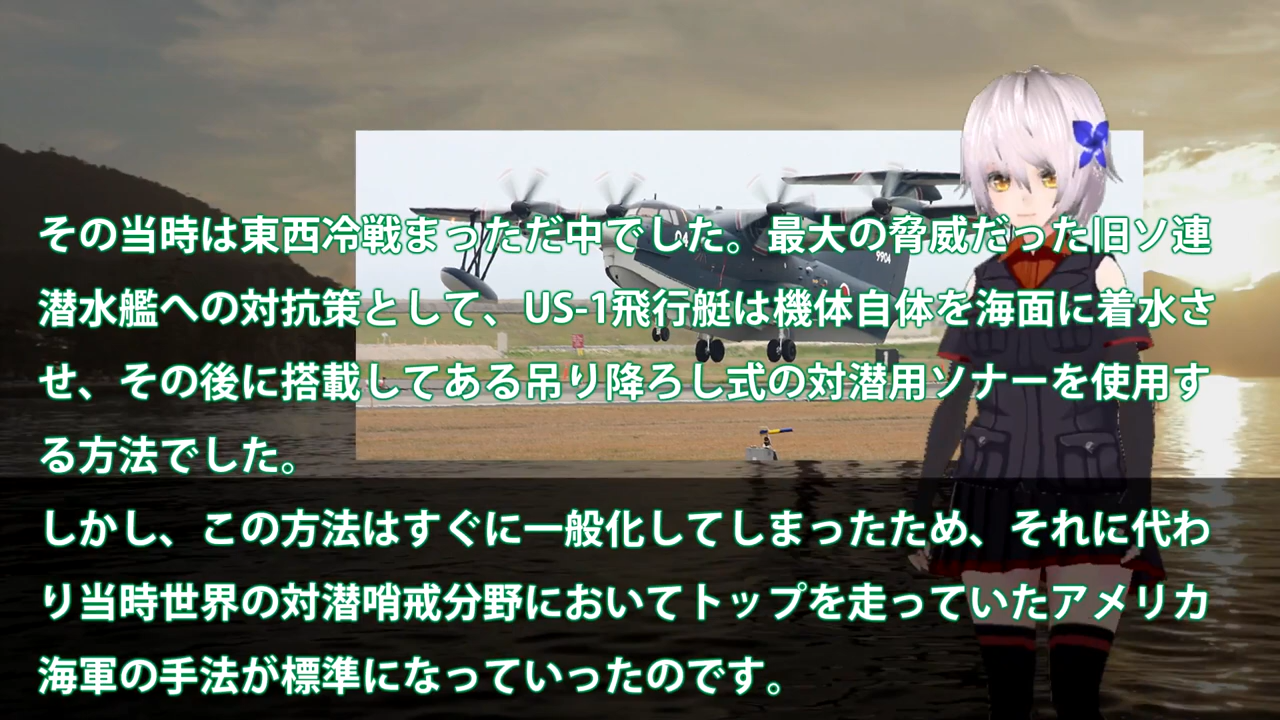 その当時は東西冷戦まっただ中でした。最大の脅威だった旧ソ連
潜水艦への対抗策として、US-1飛行艇は機体自体を海面に着水さ
せ、その後に搭載してある吊り降ろし式の対潜用ソナーを使用す
る方法でした。
しかし、この方法はすぐに一般化してしまったため、それに代わ
り当時世界の対潜哨戒分野においてトップを走っていたアメリカ
海軍の手法が標準になっていったのです。
9904